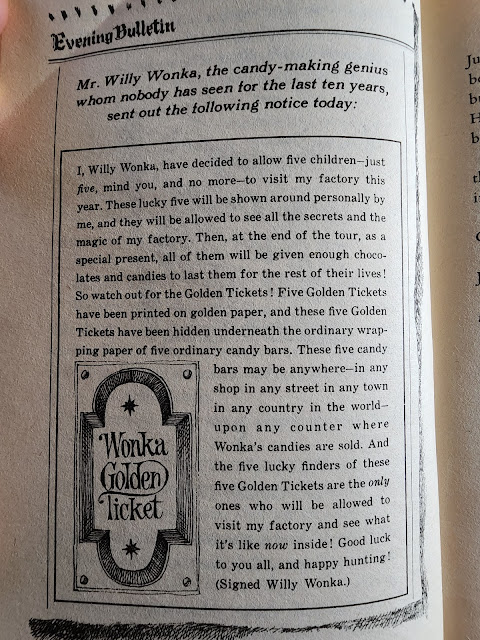 Evening Bulletin
Mr. Willy Wonka, the candy-making genius
whom nobody has seen for the last ten years,
sent out the following notice today:
I, Willy Wonka, have decided to allow five children—just
five, mind you, and no more—to visit my factory this
year. These lucky five will be shown around personally by
me, and they will be allowed to see all the secrets and the
magic of my factory. Then, at the end of the tour, as a
special present, all of them will be given enough choco-
lates and candies to last them for the rest of their lives!
So watch out for the Golden Tickets! Five Golden Tickets
have been printed on golden paper, and these five Golden
Tickets have been hidden underneath the ordinary wrap-
ping paper of five ordinary candy bars. These five candy
bars may be anywhere—in any
shop in any street in any town
in any country in the world—
upon any counter where
Wonka's candies are sold. And
the five lucky finders of these
five Golden Tickets are the only
ones who will be allowed to
visit my factory and see what
it's like now inside! Good luck
to you all, and happy hunting!
(Signed Willy Wonka.)
Wonka
Golden
Ticket